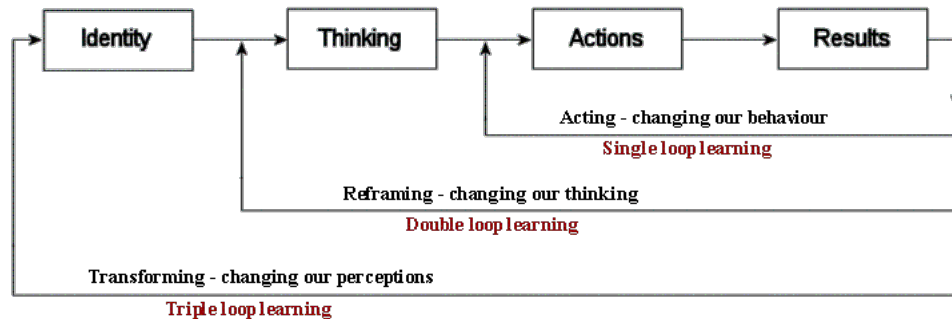 Identity
Thinking
Actions
Results
Acting - changing our behaviour
Single loop learning
Reframing - changing our thinking
Double loop learning
Transforming - changing our perceptions
Triple loop learning